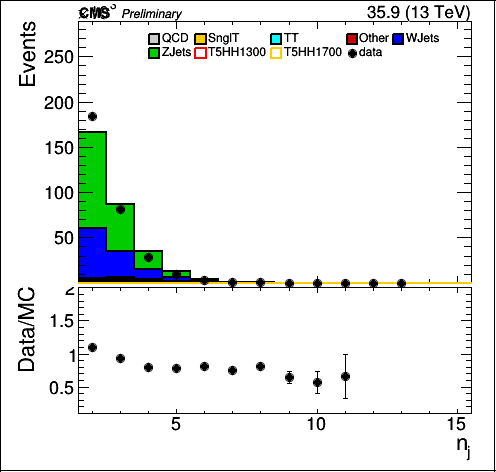 CMS Preliminary 35.9 (13 TeV)
Events
250
200
150
100
50
QCD SnglT TT Other WJets
ZJets T5HH1300 T5HH1700 data
Data/MC
2
1.5
1
0.5
5 10 15
nj